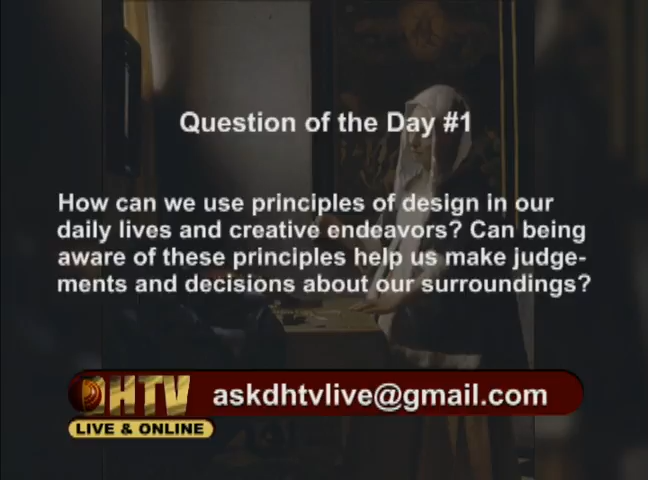 Question of the Day #1
How can we use principles of design in our
daily lives and creative endeavors? Can being
aware of these principles help us make judge-
ments and decisions about our surroundings?
DHTV askdhtvlive@gmail.com
LIVE & ONLINE